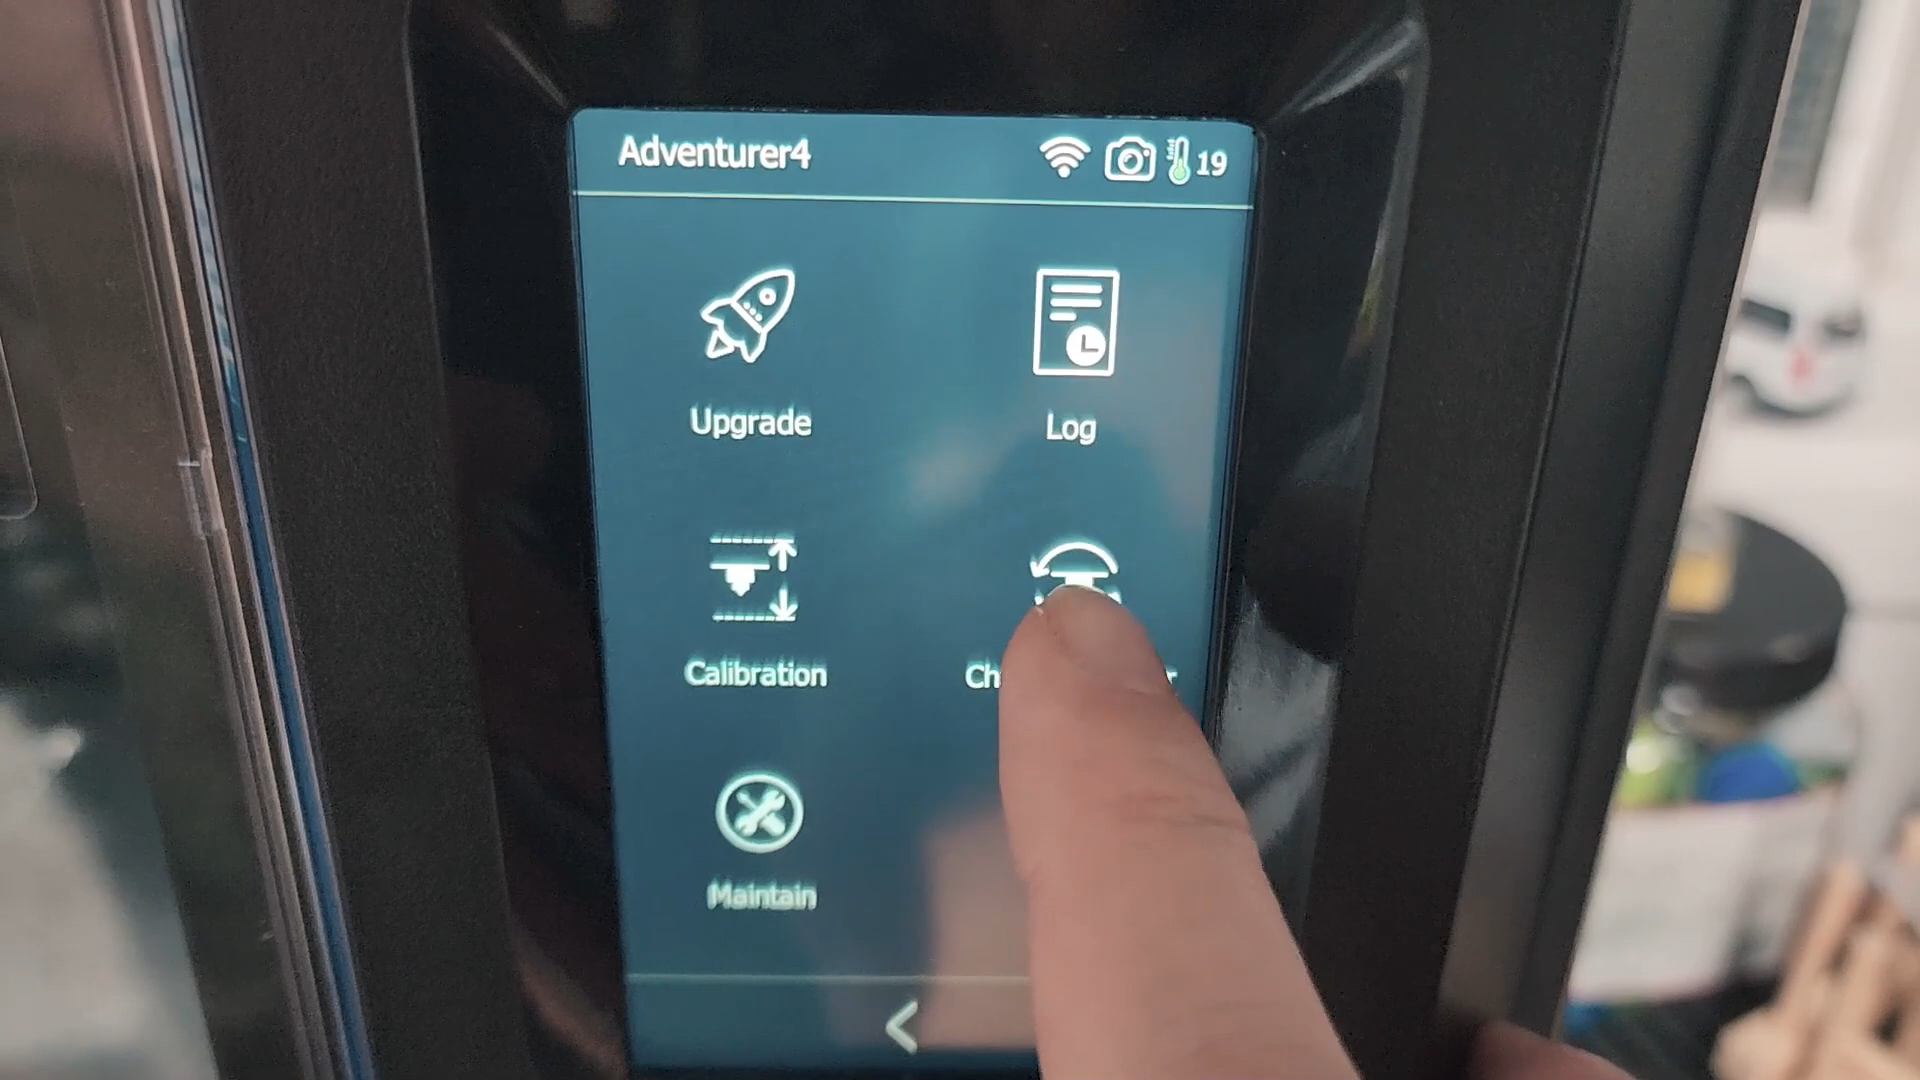 Adventurer4 19
Upgrade
Log
Calibration
Maintain